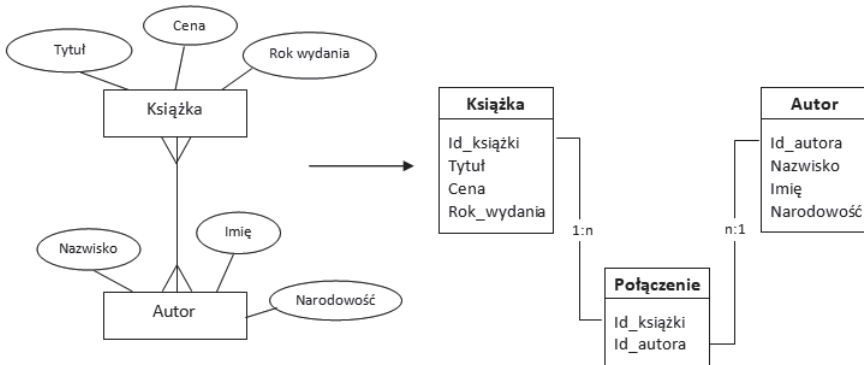 Cena
Tytuł
Rok wydania
Książka
Nazwisko
Imię
Narodowość
Autor
Książka
Id_książki
Tytuł
Cena
Rok_wydania
1:n
Autor
Id_autora
Nazwisko
Imię
Narodowość
n:1
Połączenie
Id_książki
Id_autora